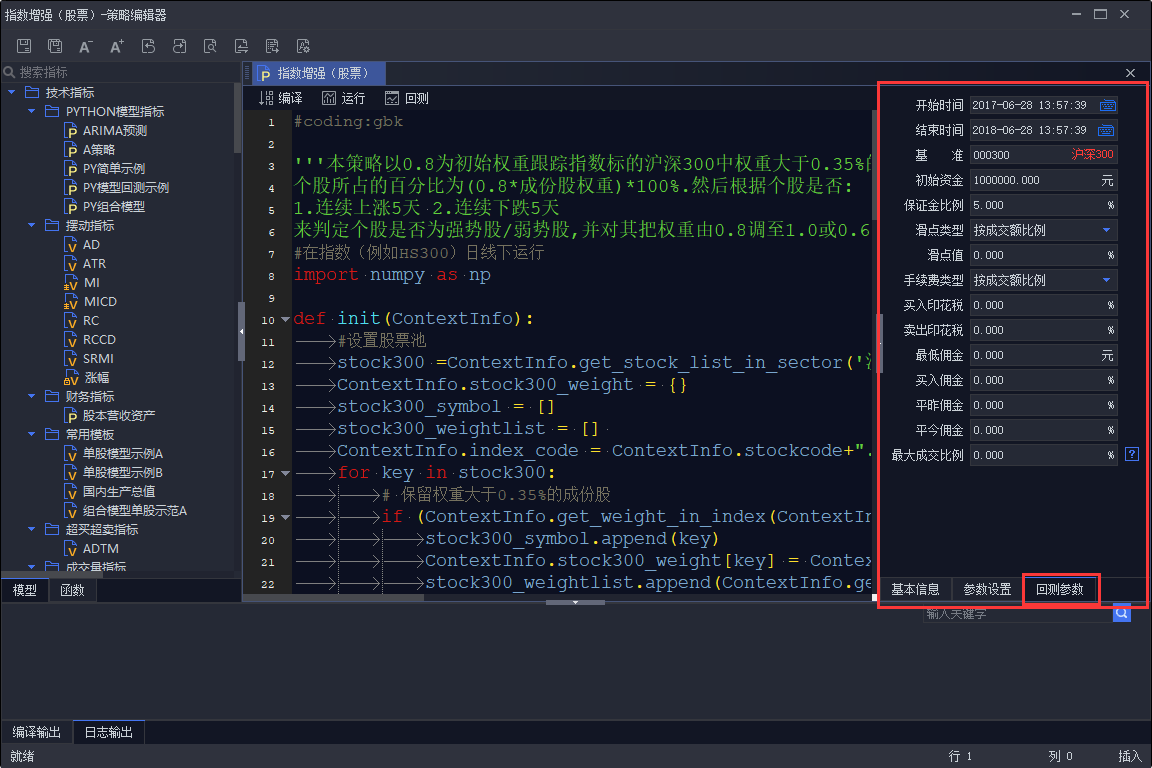 指数增强（股票）-策略编辑器
搜索指标
技术指标
PYTHON模型指标
ARIMA预测
A策略
PY简单示例
PY模型回测示例
PY组合模型
摆动指标
AD
ATR
MI
MICD
RC
RCCD
SRMI
涨幅
财务指标
股本营收资产
常用模板
单股模型示例A
单股模型示例B
国内生产总值
组合模型单股示范A
超买超卖指标
ADTM
成交量指标
模型 函数
指数增强（股票）
编译 运行 回测
1 #coding:gbk
2
3 '''本策略以0.8为初始权重跟踪指数标的沪深300中权重大于0.35%的
4 个股所占的百分比为(0.8*成份股权重)*100%.然后根据个股是否:
5 1.连续上涨5天 2.连续下跌5天
6 来判定个股是否为强势股/弱势股,并对其把权重由0.8调至1.0或0.6
7 #在指数（例如HS300）日线下运行
8 import numpy as np
9
10 def init(ContextInfo):
11 #设置股票池
12 stock300 =ContextInfo.get_stock_list_in_sector('
13 ContextInfo.stock300_weight = {}
14 stock300_symbol = []
15 stock300_weightlist = []
16 ContextInfo.index_code = ContextInfo.stockcode+".
17 for key in stock300:
18 # 保留权重大于0.35%的成份股
19 if (ContextInfo.get_weight_in_index(ContextIn
20 stock300_symbol.append(key)
21 ContextInfo.stock300_weight[key] = Contex
22 stock300_weightlist.append(ContextInfo.ge
开始时间 2017-06-28 13:57:39
结束时间 2018-06-28 13:57:39
基 准 000300 沪深300
初始资金 1000000.000 元
保证金比例 5.000 %
滑点类型 按成交额比例
滑点值 0.000 %
手续费类型 按成交额比例
买入印花税 0.000 %
卖出印花税 0.000 %
最低佣金 0.000 元
买入佣金 0.000 %
平昨佣金 0.000 %
平今佣金 0.000 %
最大成交比例 0.000 % ?
基本信息 参数设置 回测参数
输入关键字
编译输出 日志输出
就绪 行 1 列 0 插入